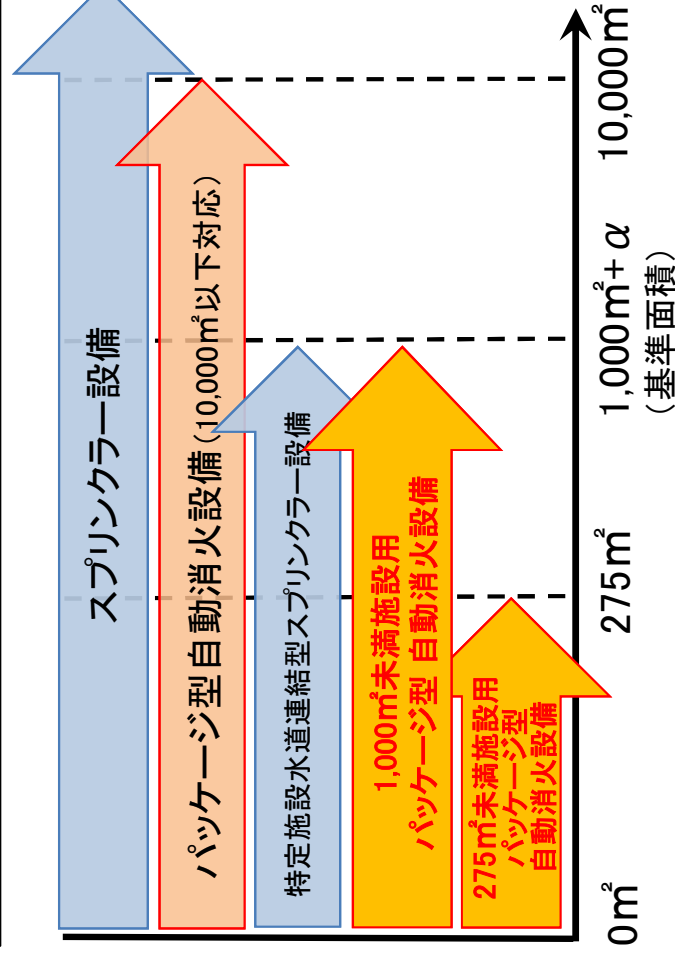 スプリンクラー設備
パッケージ型自動消火設備(10,000㎡以下対応)
特定施設水道連結型スプリンクラー設備
1,000㎡未満施設用
パッケージ型 自動消火設備
275㎡未満施設用
パッケージ型
自動消火設備
0㎡
275㎡
1,000㎡+α
(基準面積)
10,000㎡